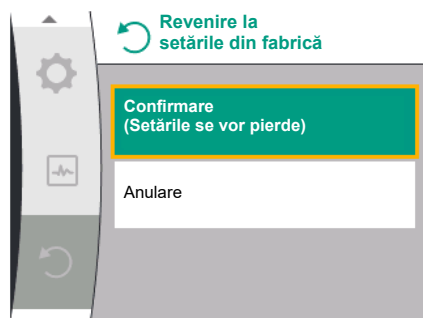 Revenire la
setările din fabrică
Confirmare
(Setările se vor pierde)
Anulare